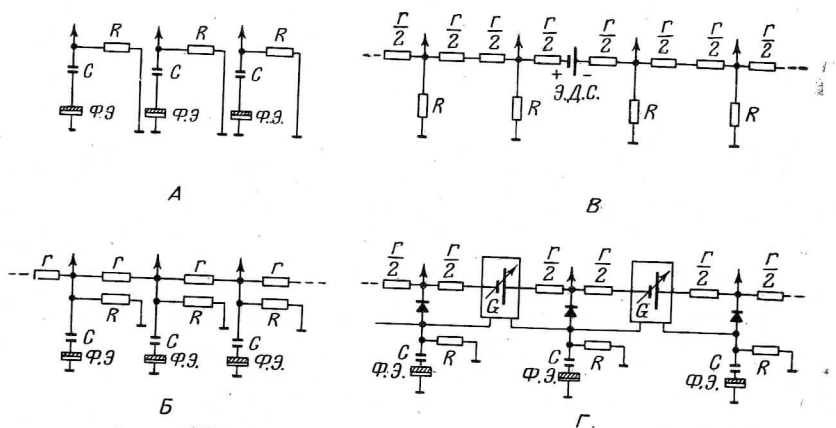 R R R
C C C
Ф.Э Ф.Э Ф.Э.
А
r/2 r/2 r/2 r/2 r/2 r/2 r/2 r/2
+ −
Э.Д.С.
R R R R
В
r r r r
R R R
C C C
Ф.Э Ф.Э. Ф.Э.
Б
r/2 r/2 r/2 r/2 r/2 r/2
G G
R R R
C C C
Ф.Э. Ф.Э. Ф.Э.
Г.